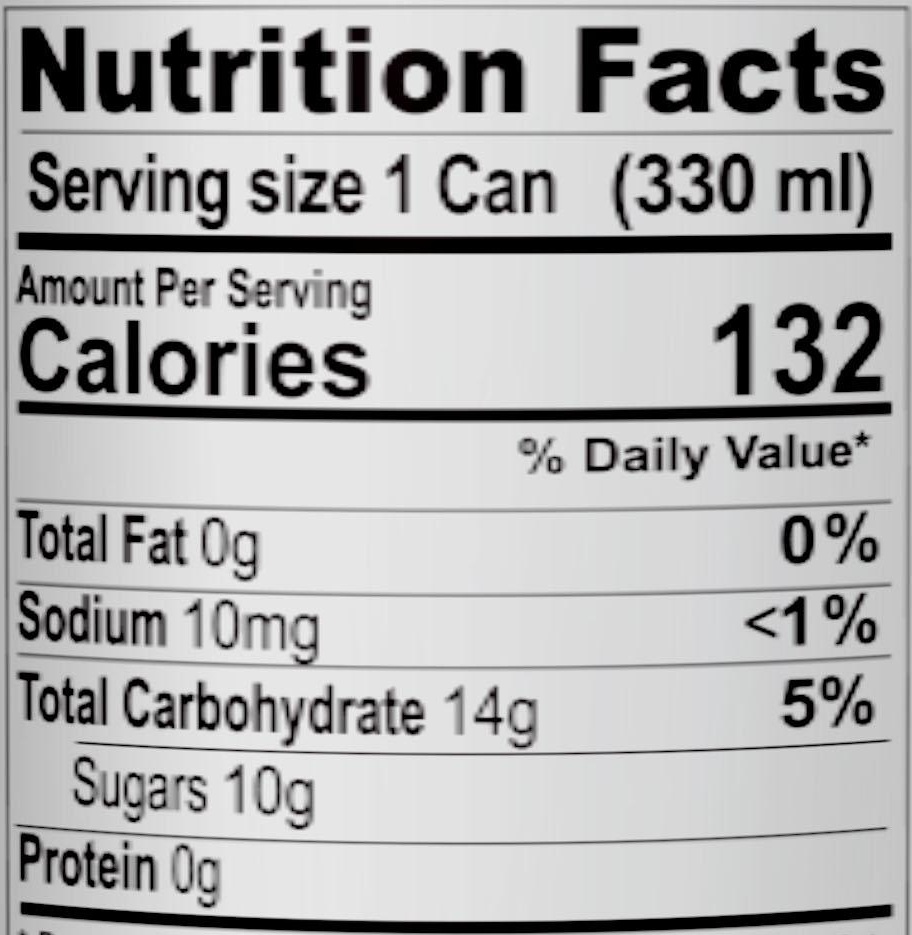 Nutrition Facts
Serving size 1 Can (330 ml)
Amount Per Serving
Calories 132
% Daily Value*
Total Fat 0g 0%
Sodium 10mg <1%
Total Carbohydrate 14g 5%
Sugars 10g
Protein 0g